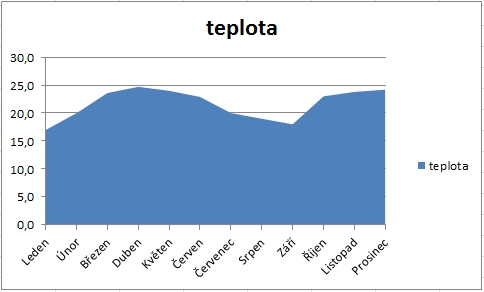 teplota
30,0
25,0
20,0
15,0
10,0
5,0
0,0
Leden
Únor
Březen
Duben
Květen
Červen
Červenec
Srpen
Září
Říjen
Listopad
Prosinec
teplota